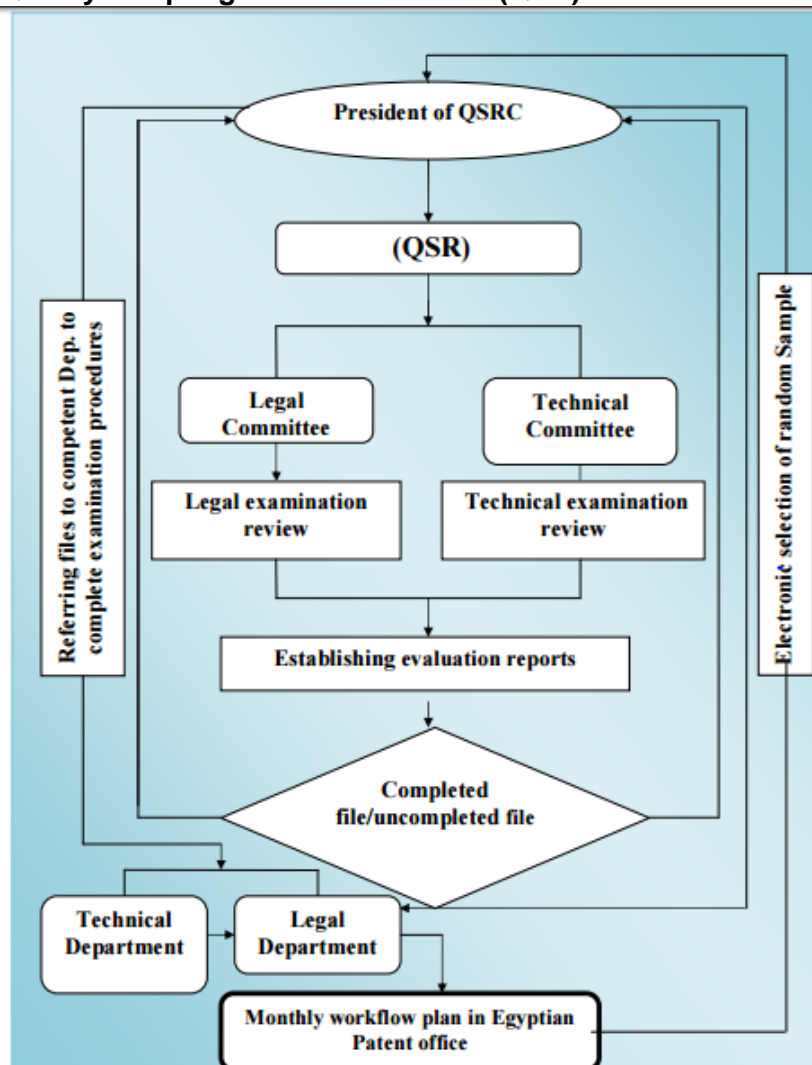 President of QSRC
(QSR)
Legal
Committee
Technical
Committee
Legal examination
review
Technical examination
review
Establishing evaluation reports
Completed
file/uncompleted file
Referring files to competent Dep. to
complete examination procedures
Electronic selection of random Sample
Technical
Department
Legal
Department
Monthly workflow plan in Egyptian
Patent office